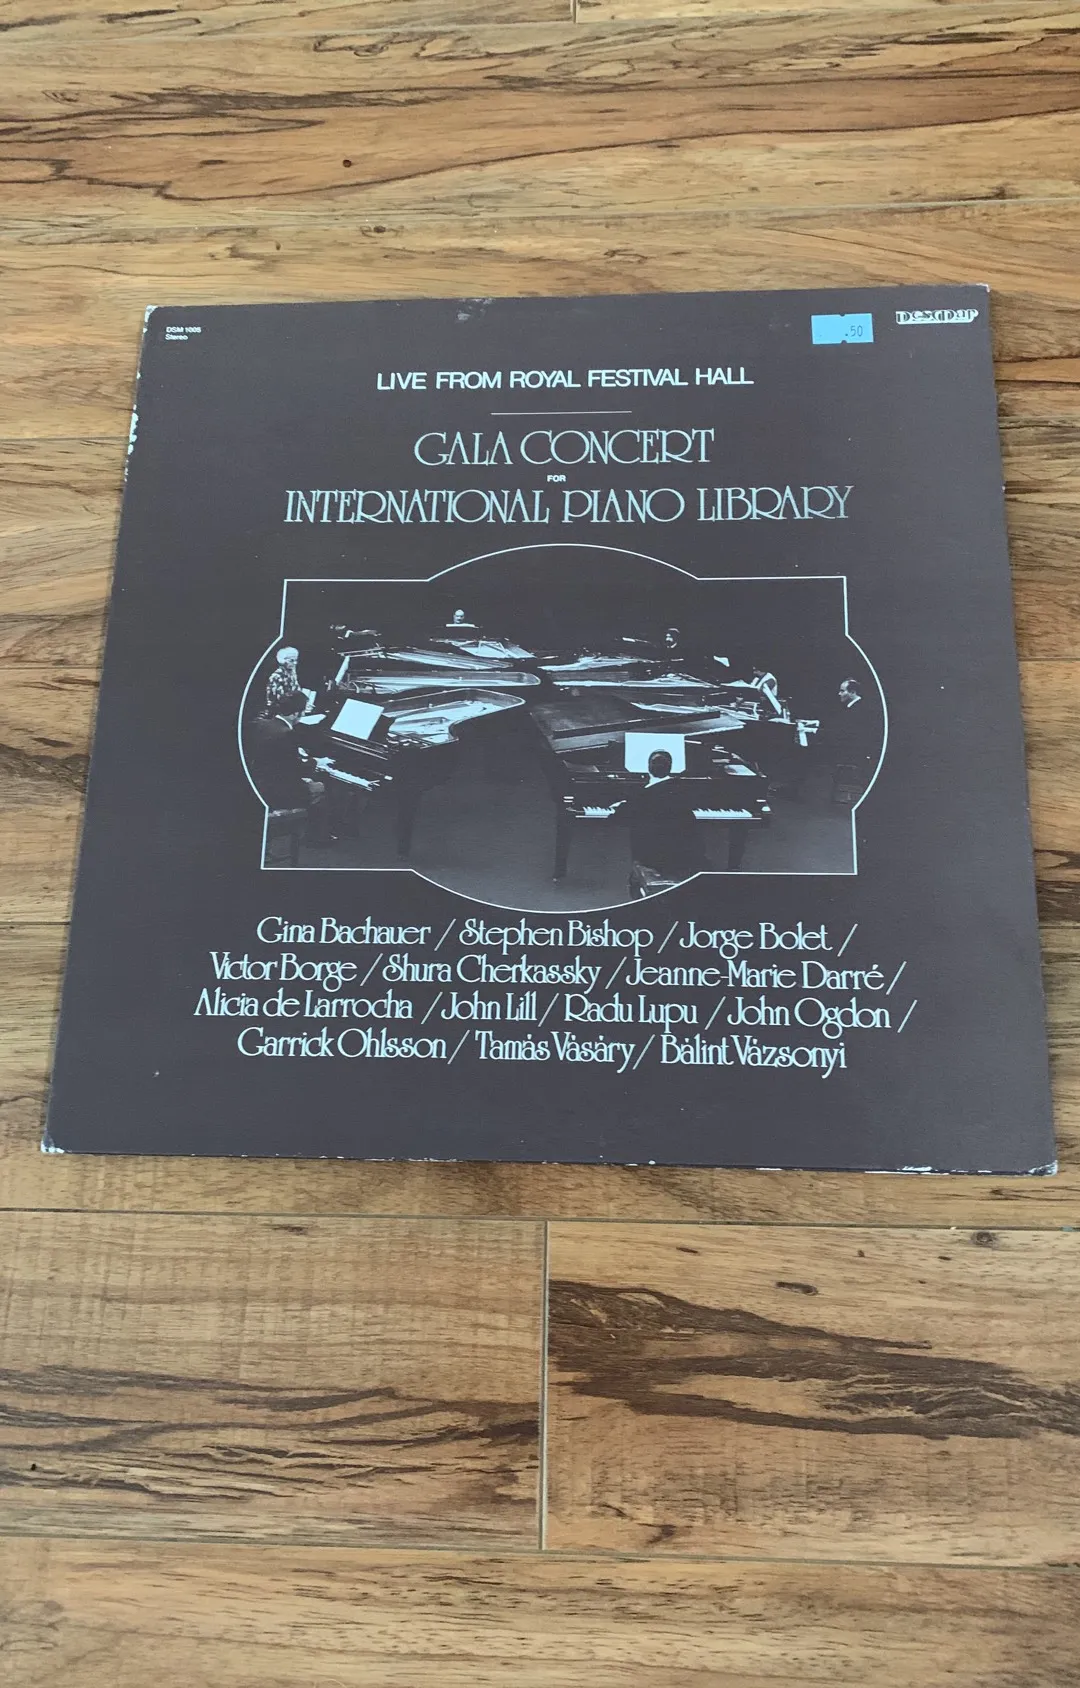 DSM 1005
Stereo
.50
DESMAR
LIVE FROM ROYAL FESTIVAL HALL
GALA CONCERT
FOR
INTERNATIONAL PIANO LIBRARY
Gina Bachauer / Stephen Bishop / Jorge Bolet /
Victor Borge / Shura Cherkassky / Jeanne-Marie Darré /
Alicia de Larrocha / John Lill / Radu Lupu / John Ogdon /
Garrick Ohlsson / Tamás Vásáry / Bálint Vázsonyi